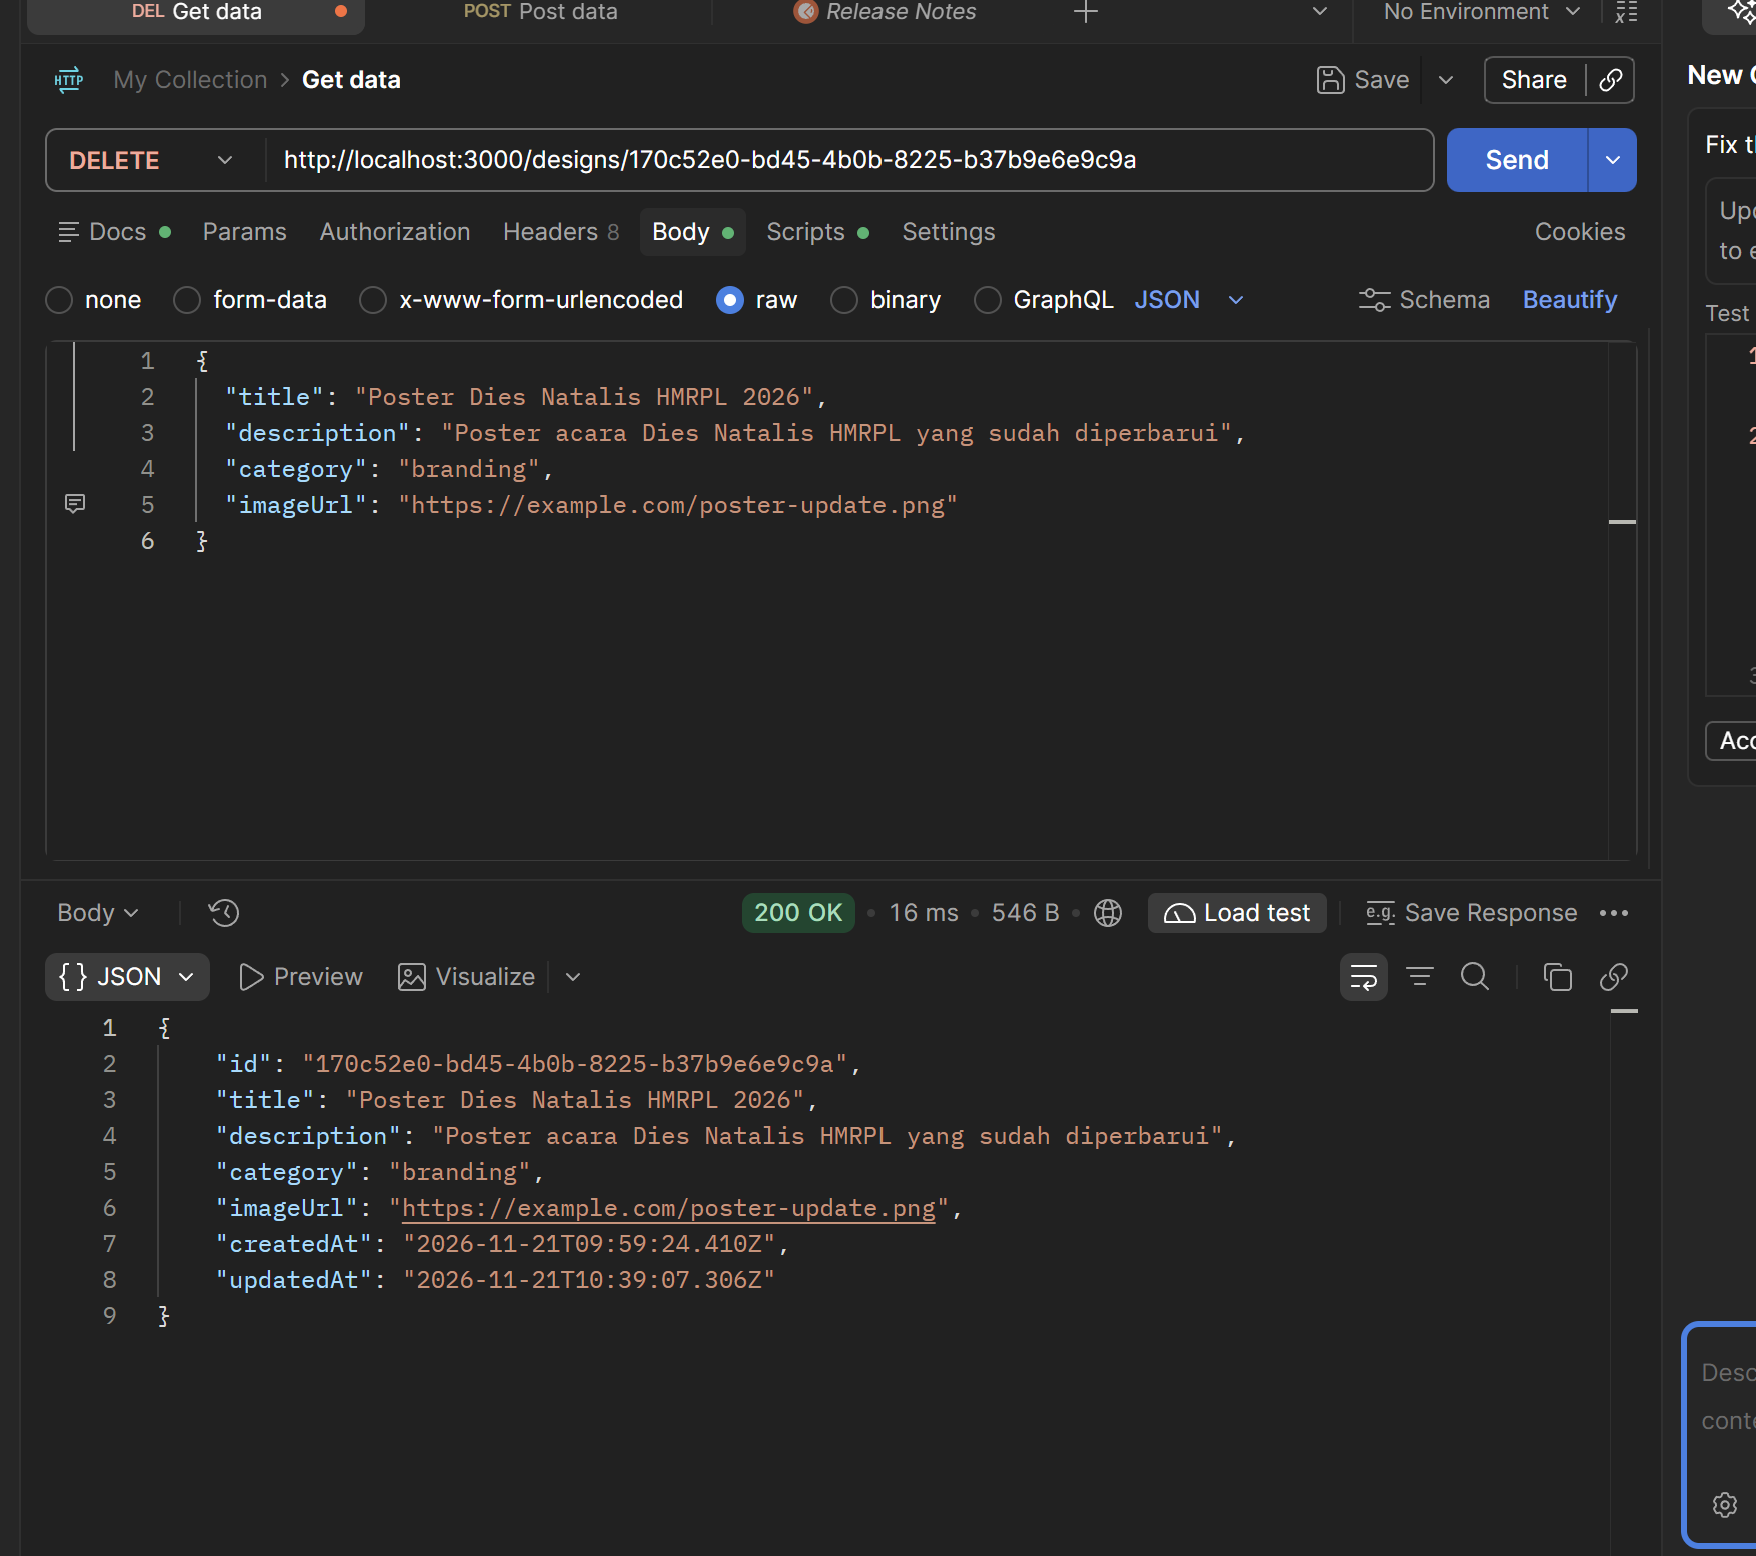 DEL Get data
POST Post data
Release Notes
No Environment
HTTP
My Collection > Get data
Save
Share
New
DELETE
http://localhost:3000/designs/170c52e0-bd45-4b0b-8225-b37b9e6e9c9a
Send
Fix
Docs
Params
Authorization
Headers 8
Body
Scripts
Settings
Cookies
to
none
form-data
x-www-form-urlencoded
raw
binary
GraphQL
JSON
Schema
Beautify
Test
1 {
2 "title": "Poster Dies Natalis HMRPL 2026",
3 "description": "Poster acara Dies Natalis HMRPL yang sudah diperbarui",
4 "category": "branding",
5 "imageUrl": "https://example.com/poster-update.png"
6 }
Body
200 OK
16 ms
546 B
Load test
e.g. Save Response
{} JSON
Preview
Visualize
1 {
2 "id": "170c52e0-bd45-4b0b-8225-b37b9e6e9c9a",
3 "title": "Poster Dies Natalis HMRPL 2026",
4 "description": "Poster acara Dies Natalis HMRPL yang sudah diperbarui",
5 "category": "branding",
6 "imageUrl": "https://example.com/poster-update.png",
7 "createdAt": "2026-11-21T09:59:24.410Z",
8 "updatedAt": "2026-11-21T10:39:07.306Z"
9 }